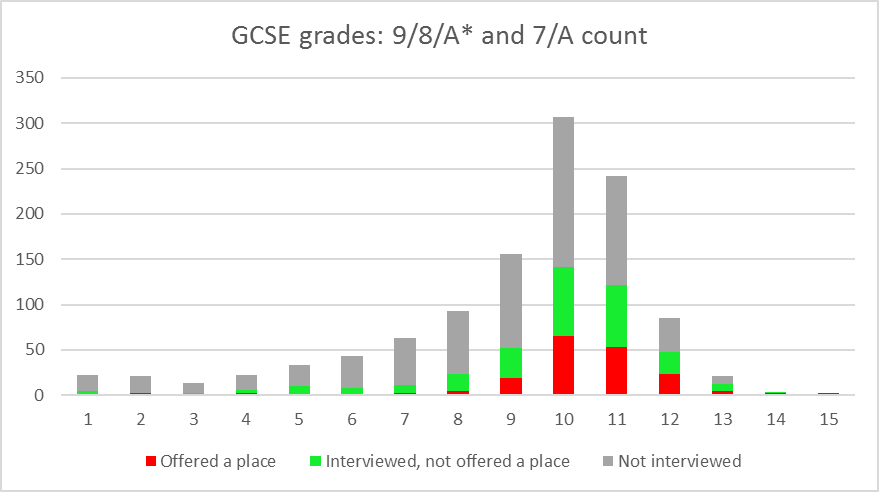 GCSE grades: 9/8/A* and 7/A count
350
300
250
200
150
100
50
0
1 2 3 4 5 6 7 8 9 10 11 12 13 14 15
Offered a place Interviewed, not offered a place Not interviewed